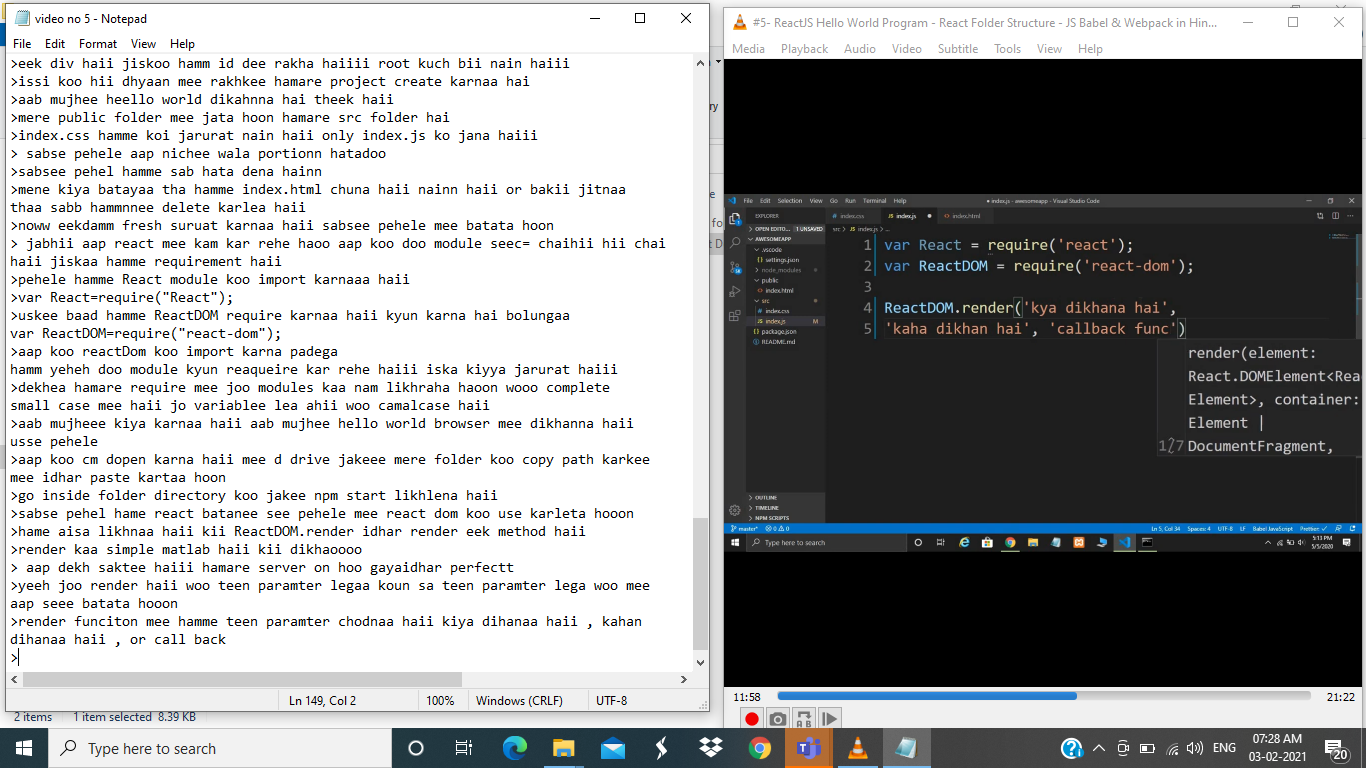 video no 5 - Notepad
File Edit Format View Help
>eek div haii jiskoo hamm id dee rakha haiiii root kuch bii nain haiii
>issi koo hii dhyaan mee rakhkee hamare project create karnaa hai
>aab mujhee heello world dikahnna hai theek haii
>mere public folder mee jata hoon hamare src folder hai
>index.css hamme koi jarurat nain haii only index.js ko jana haiii
> sabse pehele aap nichee wala portionn hatadoo
>sabsee pehel hamme sab hata dena hainn
>mene kiya batayaa tha hamme index.html chuna haii nainn haii or bakii jitnaa
thaa sabb hammnnee delete karlea haii
>noww eekdamm fresh suruat karnaa haii sabsee pehele mee batata hoon
> jabhii aap react mee kam kar rehe haoo aap koo doo module seec= chaihii hii chai
haii jiskaa hamme requirement haii
>pehele hamme React module koo import karnaaa haii
>var React=require("React");
>uskee baad hamme ReactDOM require karnaa haii kyun karna hai bolungaa
var ReactDOM=require("react-dom");
>aap koo reactDom koo import karna padega
hamm yeheh doo module kyun reaqueire kar rehe haiii iska kiyya jarurat haiii
>dekhea hamare require mee joo modules kaa nam likhraha haoon wooo complete
small case mee haii jo variablee lea ahii woo camalcase haii
>aab mujheee kiya karnaa haii aab mujhee hello world browser mee dikhanna haii
usse pehele
>aap koo cm dopen karna haii mee d drive jakeee mere folder koo copy path karkee
mee idhar paste kartaa hoon
>go inside folder directory koo jakee npm start likhlena haii
>sabse pehel hame react batanee see pehele mee react dom koo use karleta hooon
>hame aisa likhnaa haii kii ReactDOM.render idhar render eek method haii
>render kaa simple matlab haii kii dikhaoooo
> aap dekh saktee haiii hamare server on hoo gayaidhar perfectt
>yeeh joo render haii woo teen paramter legaa koun sa teen paramter lega woo mee
aap seee batata hooon
>render funciton mee hamme teen paramter chodnaa haii kiya dihanaa haii , kahan
dihanaa haii , or call back
>
Ln 149, Col 2 100% Windows (CRLF) UTF-8
2 items 1 item selected 8.39 KB
ry
e
fo
t D
#5- ReactJS Hello World Program - React Folder Structure - JS Babel & Webpack in Hin...
Media Playback Audio Video Subtitle Tools View Help
File Edit Selection View Go Run Terminal Help
● index.js - awesomeapp - Visual Studio Code
EXPLORER
OPEN EDITO... 1 UNSAVED
AWESOMEAPP
.vscode
settings.json
node_modules
public
index.html
src
index.css
index.js M
package.json
README.md
OUTLINE
TIMELINE
NPM SCRIPTS
index.css index.js index.html
src > index.js > ...
1 var React = require('react');
2 var ReactDOM = require('react-dom');
3
4 ReactDOM.render('kya dikhana hai',
5 'kaha dikhan hai', 'callback func')
render(element:
React.DOMElement<Rea
Element>, container:
Element |
1/7 DocumentFragment,
master* 0 0 Ln 5, Col 34 Spaces: 4 UTF-8 LF Babel JavaScript Prettier: ✓
Type here to search
5:13 PM
5/5/2020
11:58 21:22
Type here to search
ENG
07:28 AM
03-02-2021
20